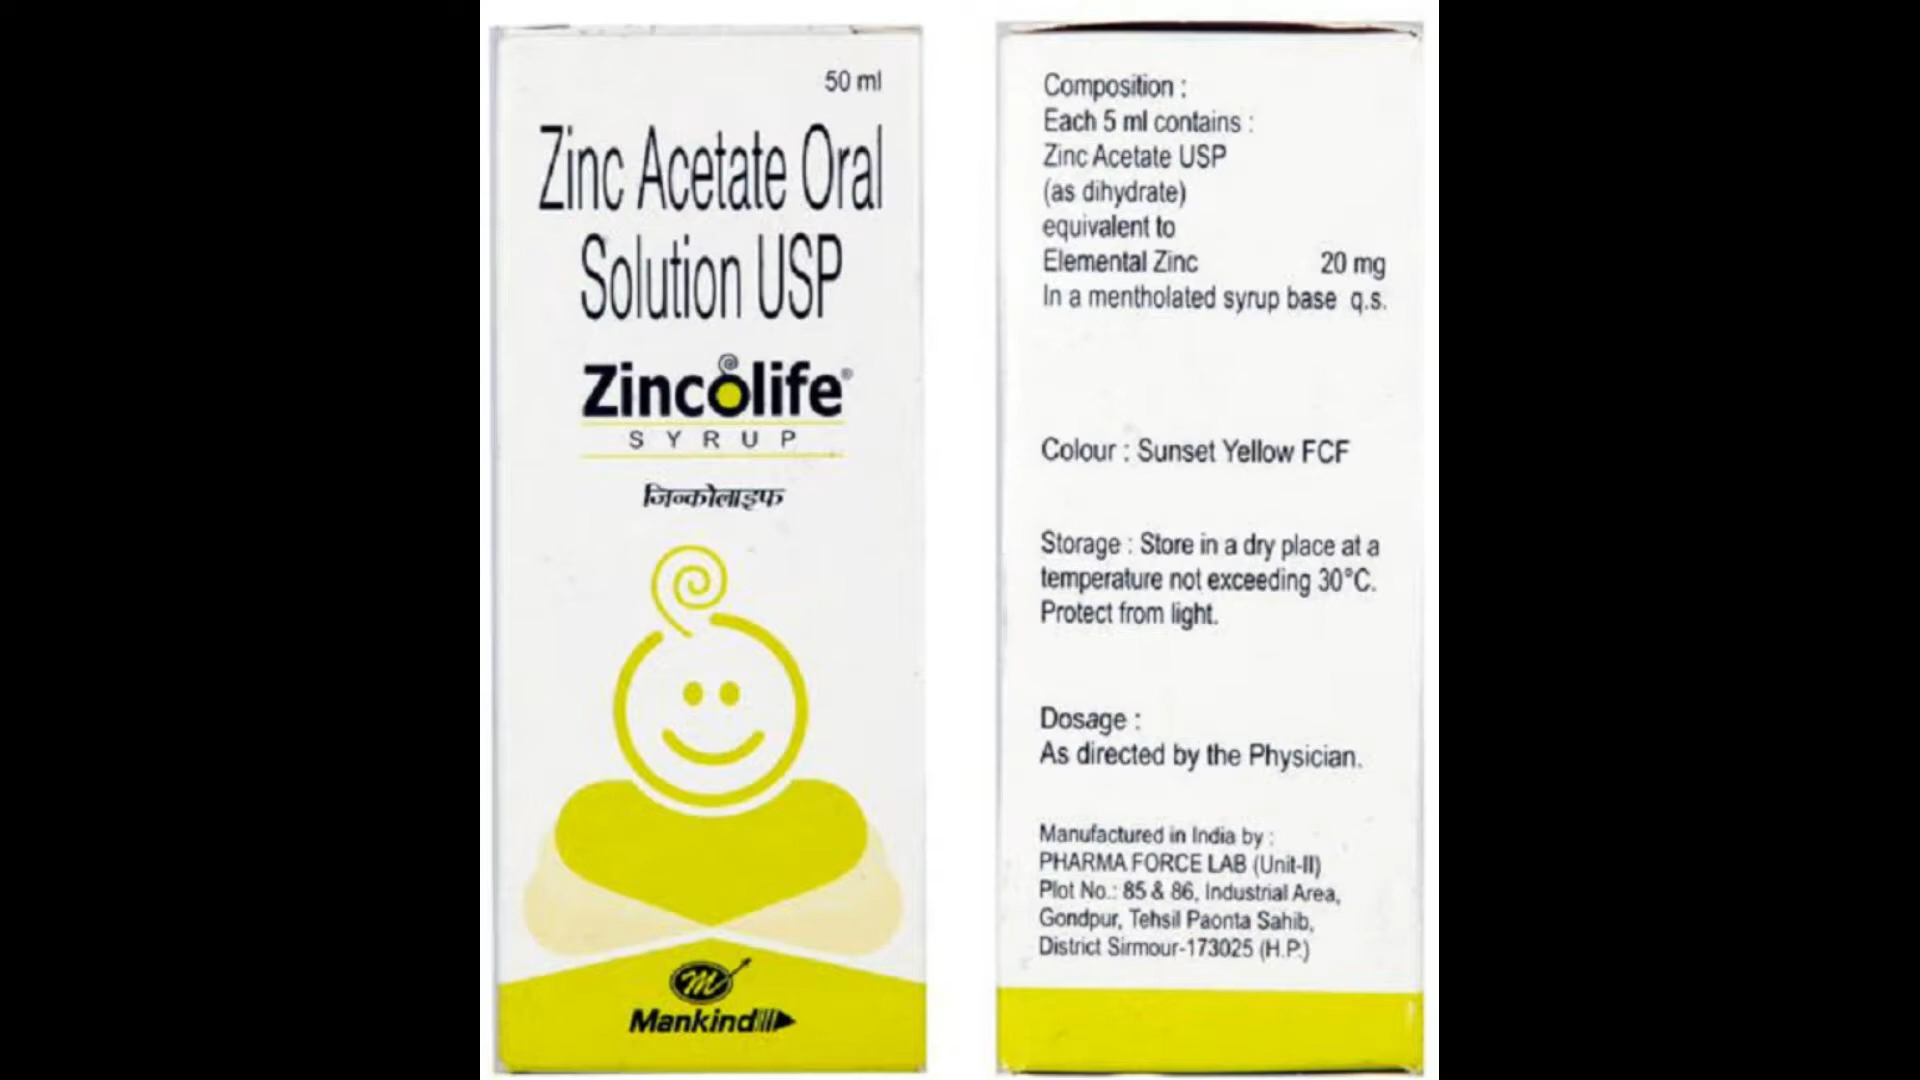 50 ml
Zinc Acetate Oral
Solution USP
Zincolife®
SYRUP
जिन्कोलाइफ
m
Mankind
Composition :
Each 5 ml contains :
Zinc Acetate USP
(as dihydrate)
equivalent to
Elemental Zinc 20 mg
In a mentholated syrup base q.s.
Colour : Sunset Yellow FCF
Storage : Store in a dry place at a
temperature not exceeding 30°C.
Protect from light.
Dosage :
As directed by the Physician.
Manufactured in India by :
PHARMA FORCE LAB (Unit-II)
Plot No.: 85 & 86, Industrial Area,
Gondpur, Tehsil Paonta Sahib,
District Sirmour-173025 (H.P.)